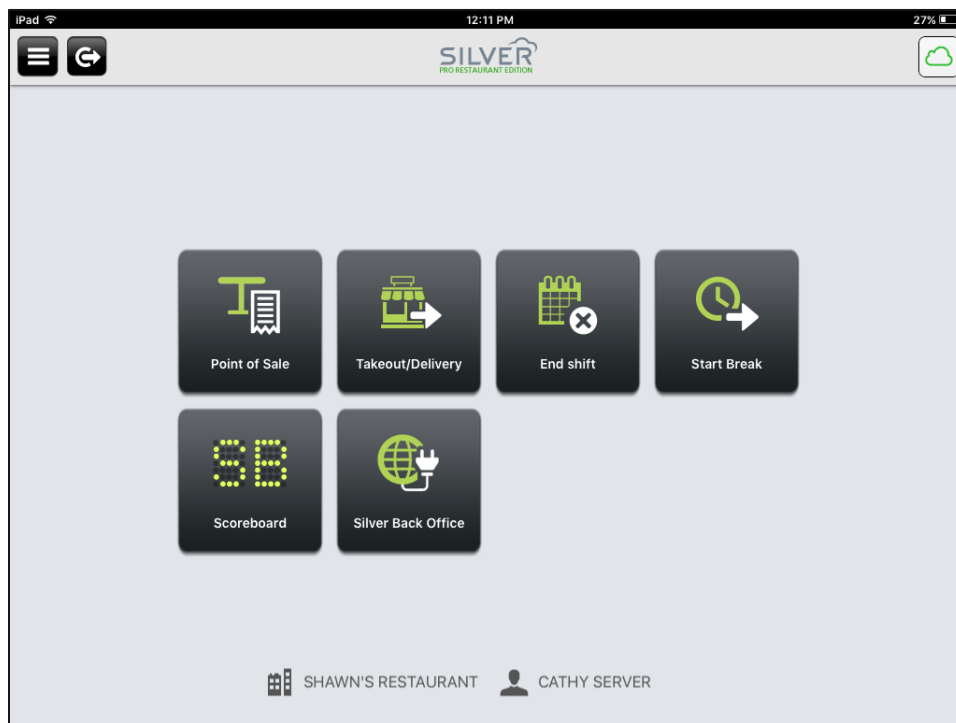 iPad 12:11 PM 27%
SILVER
PRO RESTAURANT EDITION
Point of Sale Takeout/Delivery End shift Start Break
SB
Scoreboard Silver Back Office
SHAWN'S RESTAURANT CATHY SERVER